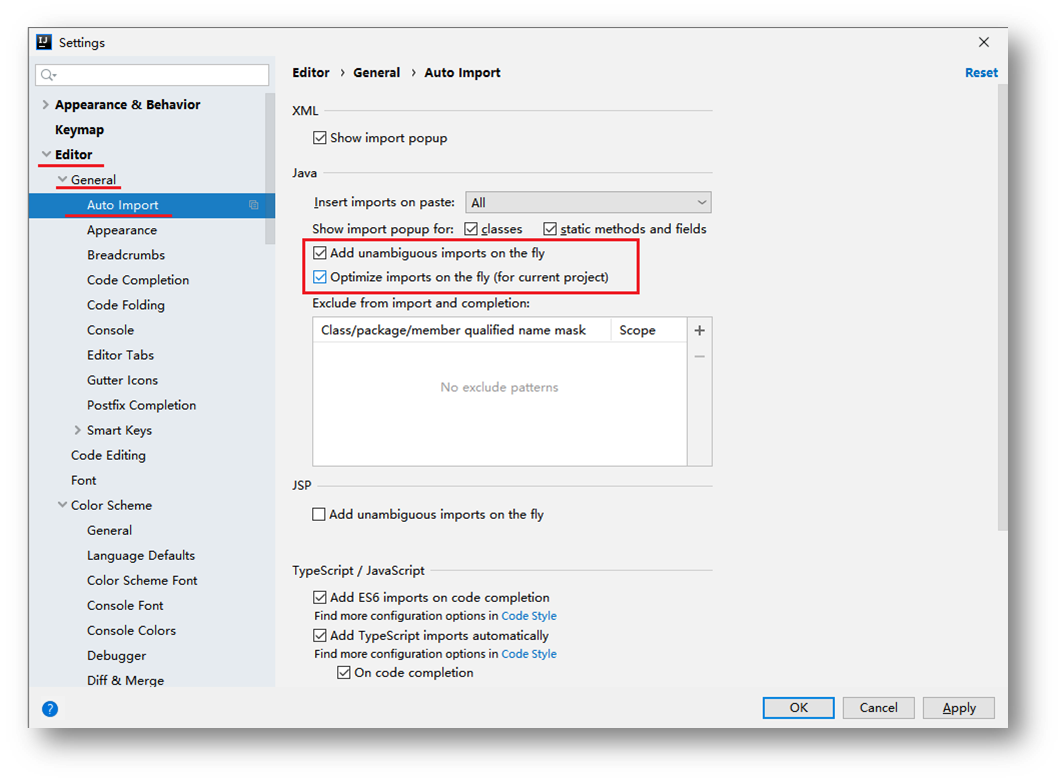 IJ Settings
Appearance & Behavior
Keymap
Editor
General
Auto Import
Appearance
Breadcrumbs
Code Completion
Code Folding
Console
Editor Tabs
Gutter Icons
Postfix Completion
Smart Keys
Code Editing
Font
Color Scheme
General
Language Defaults
Color Scheme Font
Console Font
Console Colors
Debugger
Diff & Merge
Editor › General › Auto Import
Reset
XML
Show import popup
Java
Insert imports on paste: All
Show import popup for: classes static methods and fields
Add unambiguous imports on the fly
Optimize imports on the fly (for current project)
Exclude from import and completion:
Class/package/member qualified name mask Scope
No exclude patterns
JSP
Add unambiguous imports on the fly
TypeScript / JavaScript
Add ES6 imports on code completion
Find more configuration options in Code Style
Add TypeScript imports automatically
Find more configuration options in Code Style
On code completion
? OK Cancel Apply